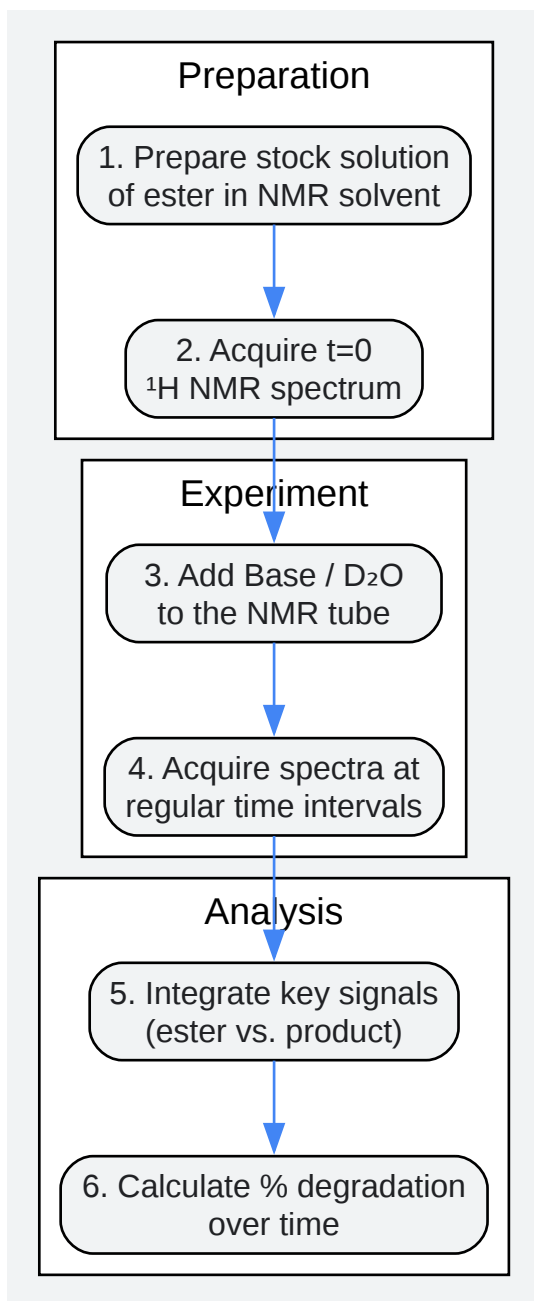 Preparation
1. Prepare stock solution
of ester in NMR solvent
2. Acquire t=0
¹H NMR spectrum
Experiment
3. Add Base / D₂O
to the NMR tube
4. Acquire spectra at
regular time intervals
Analysis
5. Integrate key signals
(ester vs. product)
6. Calculate % degradation
over time